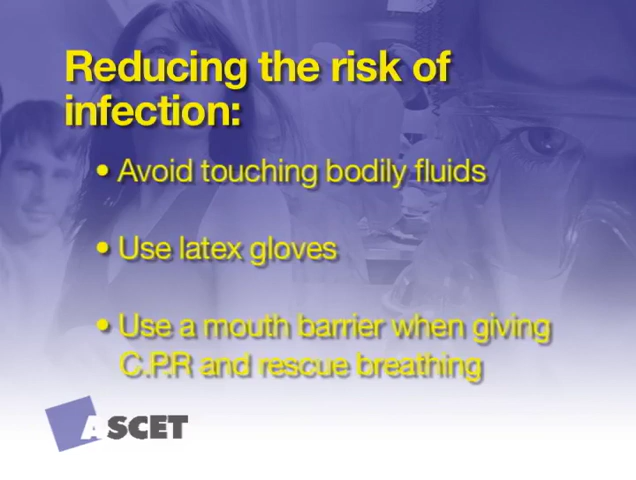 Reducing the risk of
infection:
• Avoid touching bodily fluids
• Use latex gloves
• Use a mouth barrier when giving
C.P.R and rescue breathing
ASCET